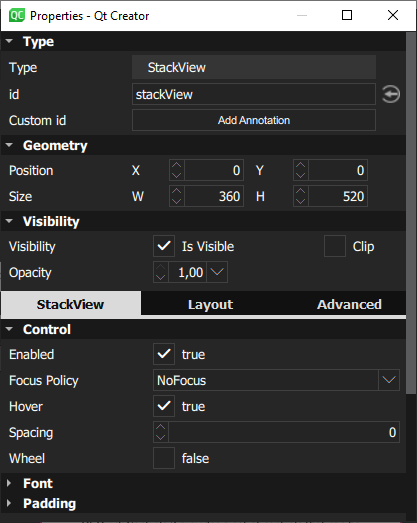 QC Properties - Qt Creator
Type
Type StackView
id stackView
Custom id Add Annotation
Geometry
Position X 0 Y 0
Size W 360 H 520
Visibility
Visibility Is Visible Clip
Opacity 1,00
StackView Layout Advanced
Control
Enabled true
Focus Policy NoFocus
Hover true
Spacing 0
Wheel false
Font
Padding